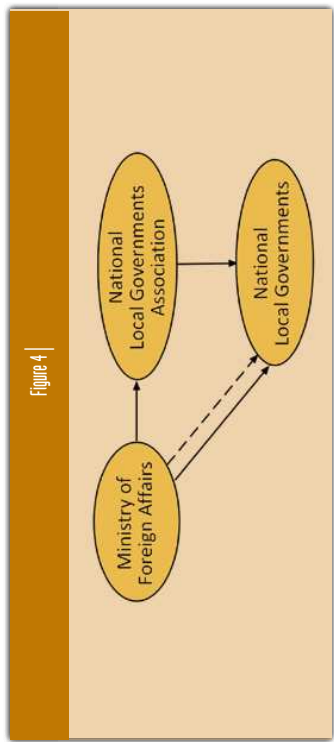 Figure 4 |
Ministry of
Foreign Affairs
National
Local Governments
Association
National
Local Governments